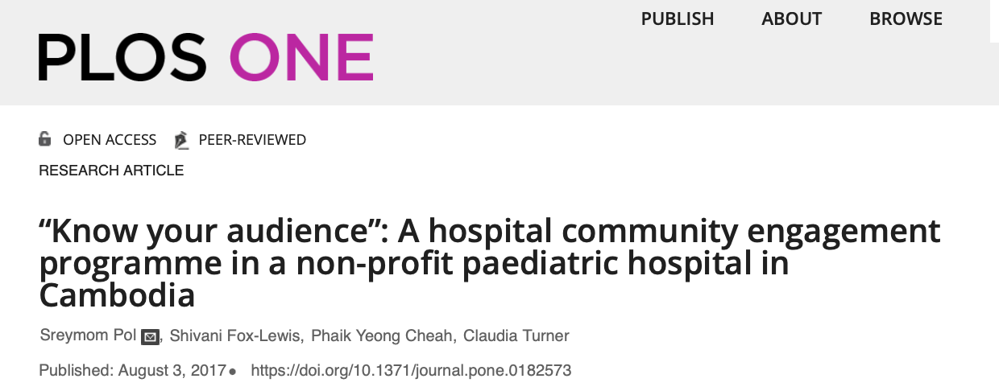 PUBLISH ABOUT BROWSE
PLOS ONE
OPEN ACCESS PEER-REVIEWED
RESEARCH ARTICLE
“Know your audience”: A hospital community engagement
programme in a non-profit paediatric hospital in
Cambodia
Sreymom Pol , Shivani Fox-Lewis, Phaik Yeong Cheah, Claudia Turner
Published: August 3, 2017• https://doi.org/10.1371/journal.pone.0182573